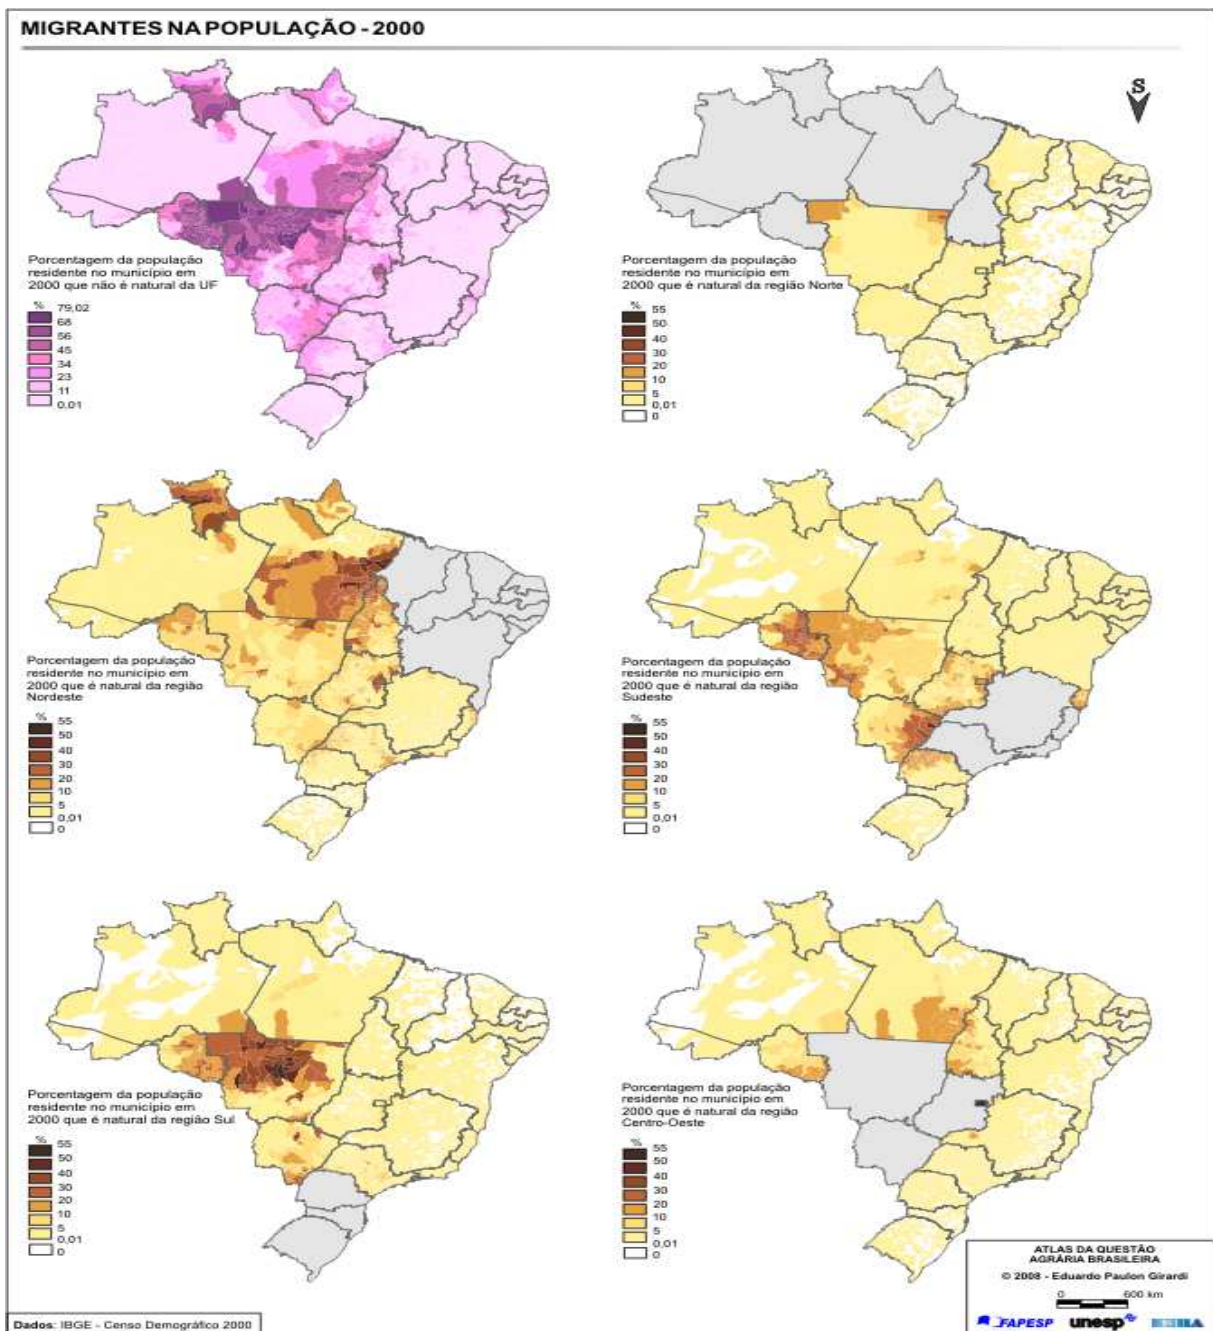 MIGRANTES NA POPULAÇÃO - 2000
Porcentagem da população
residente no município em
2000 que não é natural da UF
%
79,02
68
56
45
34
23
11
0,01
S
Porcentagem da população
residente no município em
2000 que é natural da região Norte
%
55
50
40
30
20
10
5
0,01
0
Porcentagem da população
residente no município em
2000 que é natural da região
Nordeste
%
55
50
40
30
20
10
5
0,01
0
Porcentagem da população
residente no município em
2000 que é natural da região
Sudeste
%
55
50
40
30
20
10
5
0,01
0
Porcentagem da população
residente no município em
2000 que é natural da região Sul
%
55
50
40
30
20
10
5
0,01
0
Porcentagem da população
residente no município em
2000 que é natural da região
Centro-Oeste
%
55
50
40
30
20
10
5
0,01
0
Dados: IBGE - Censo Demográfico 2000
ATLAS DA QUESTÃO
AGRÁRIA BRASILEIRA
© 2008 - Eduardo Paulon Girardi
0 600 km
FAPESP unesp